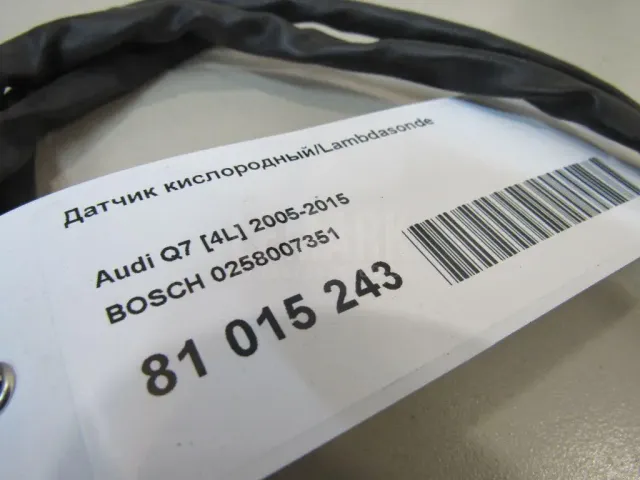 Датчик кислородный/Lambdasonde
Audi Q7 [4L] 2005-2015
BOSCH 0258007351
81 015 243